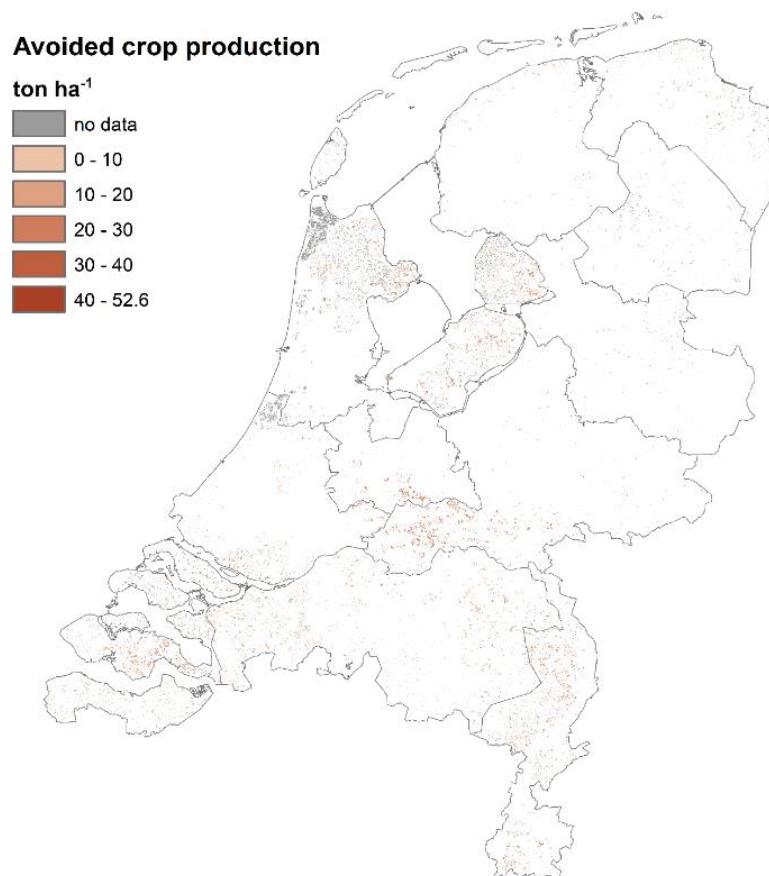 Avoided crop production
ton ha⁻¹
no data
0 - 10
10 - 20
20 - 30
30 - 40
40 - 52.6